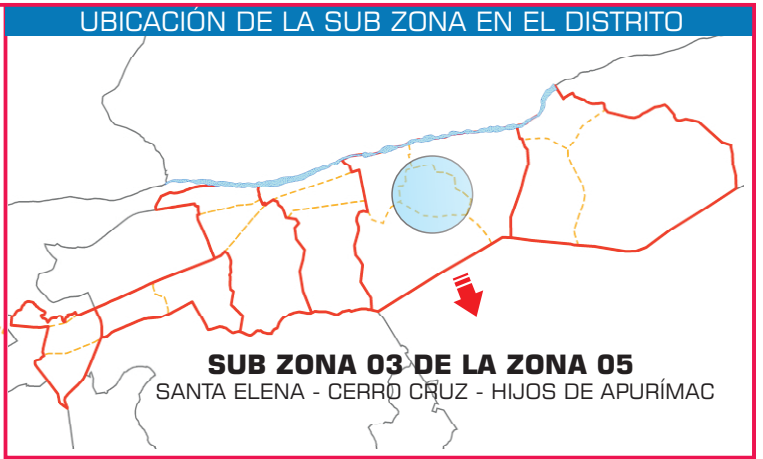 UBICACIÓN DE LA SUB ZONA EN EL DISTRITO
SUB ZONA 03 DE LA ZONA 05
SANTA ELENA - CERRO CRUZ - HIJOS DE APURÍMAC